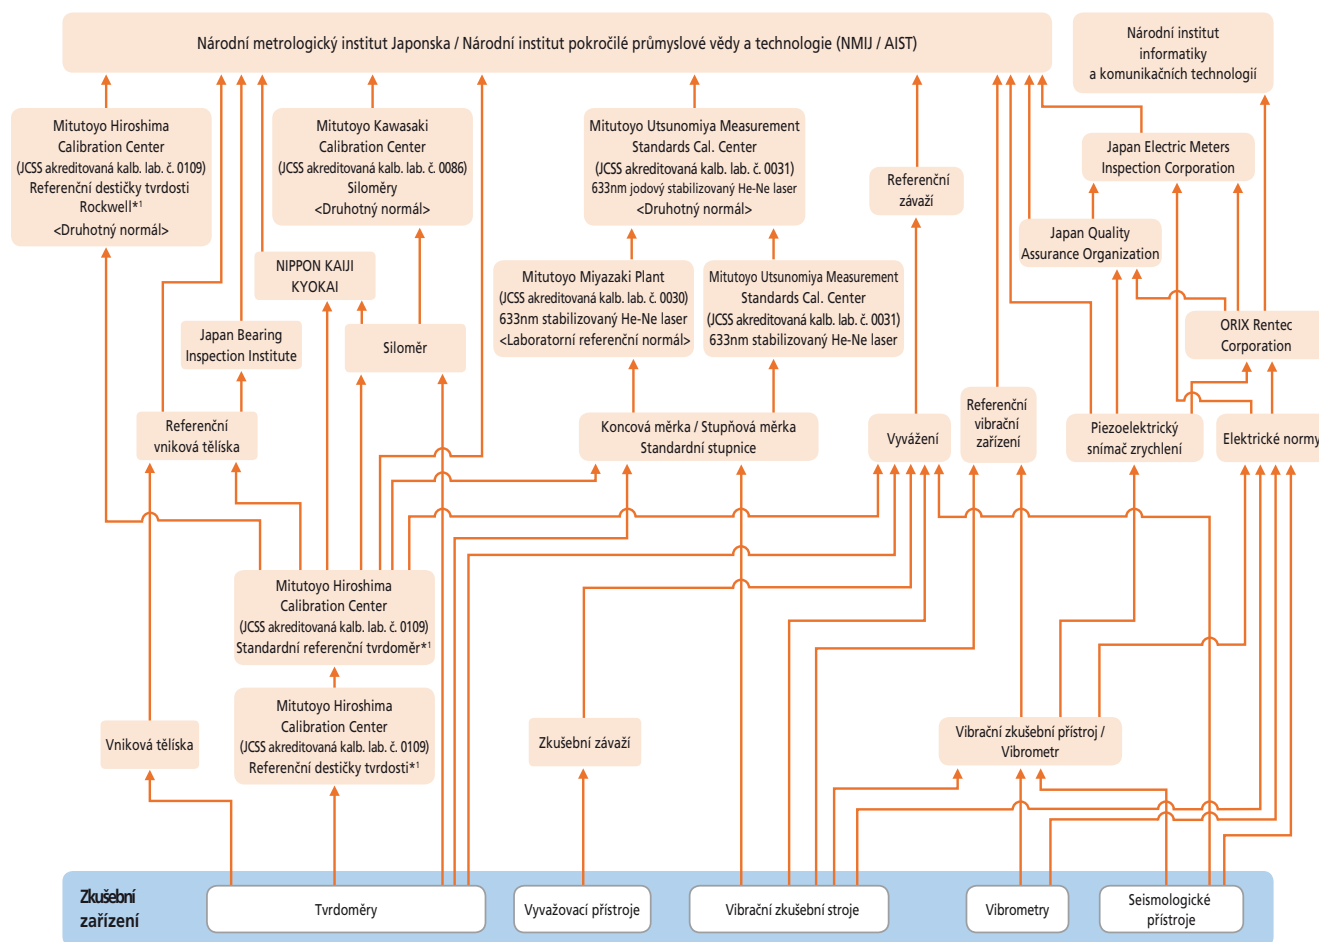 Národní metrologický institut Japonska / Národní institut pokročilé průmyslové vědy a technologie (NMIJ / AIST)
Národní institut
informatiky
a komunikačních technologií
Mitutoyo Hiroshima
Calibration Center
(JCSS akreditovaná kalb. lab. č. 0109)
Referenční destičky tvrdosti
Rockwell*1
<Druhotný normál>
Mitutoyo Kawasaki
Calibration Center
(JCSS akreditovaná kalb. lab. č. 0086)
Siloměry
<Druhotný normál>
Mitutoyo Utsunomiya Measurement
Standards Cal. Center
(JCSS akreditovaná kalb. lab. č. 0031)
633nm jodový stabilizovaný He-Ne laser
<Druhotný normál>
Referenční
závaží
Japan Electric Meters
Inspection Corporation
Japan Quality
Assurance Organization
NIPPON KAIJI
KYOKAI
Mitutoyo Miyazaki Plant
(JCSS akreditovaná kalb. lab. č. 0030)
633nm stabilizovaný He-Ne laser
<Laboratorní referenční normál>
Mitutoyo Utsunomiya Measurement
Standards Cal. Center
(JCSS akreditovaná kalb. lab. č. 0031)
633nm stabilizovaný He-Ne laser
Japan Bearing
Inspection Institute
Siloměr
ORIX Rentec
Corporation
Referenční
vniková tělíska
Koncová měrka / Stupňová měrka
Standardní stupnice
Vyvážení
Referenční
vibrační
zařízení
Piezoelektrický
snímač zrychlení
Elektrické normy
Mitutoyo Hiroshima
Calibration Center
(JCSS akreditovaná kalb. lab. č. 0109)
Standardní referenční tvrdoměr*1
Vniková tělíska
Mitutoyo Hiroshima
Calibration Center
(JCSS akreditovaná kalb. lab. č. 0109)
Referenční destičky tvrdosti*1
Zkušební závaží
Vibrační zkušební přístroj /
Vibrometr
Zkušební
zařízení
Tvrdoměry
Vyvažovací přístroje
Vibrační zkušební stroje
Vibrometry
Seismologické
přístroje